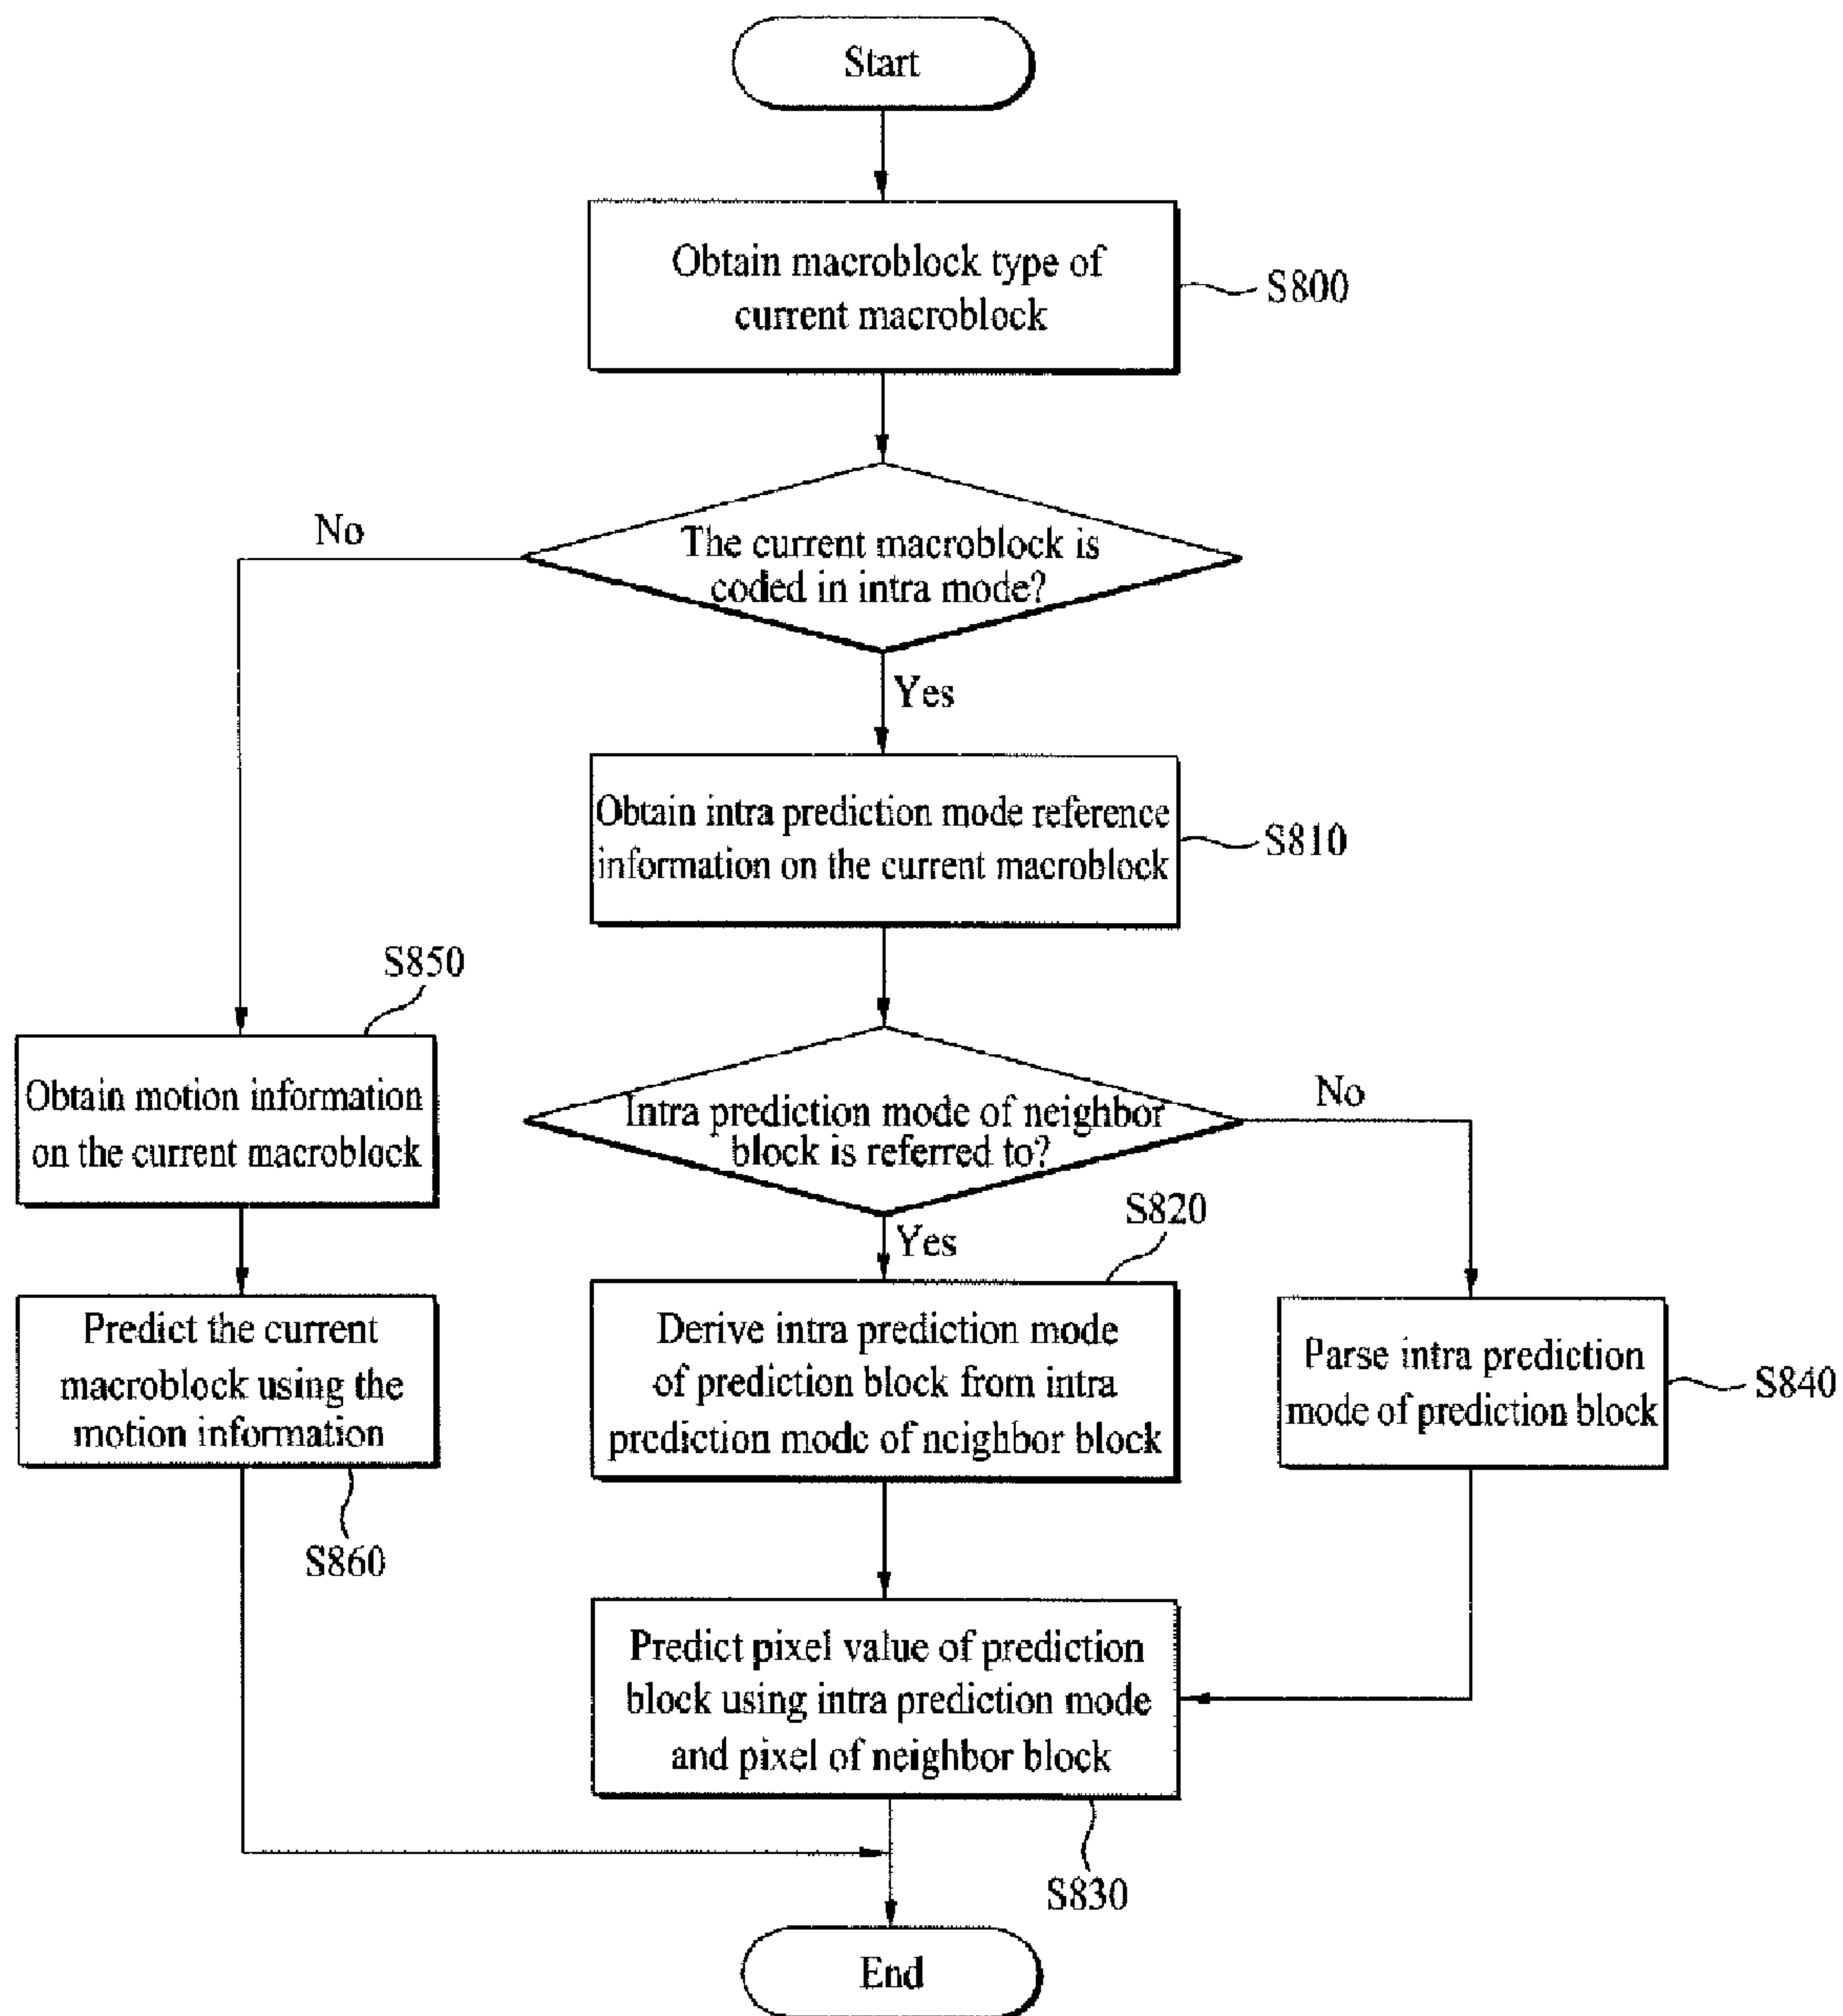 Start
Obtain macroblock type of
current macroblock
S800
The current macroblock is
coded in intra mode?
No
Yes
Obtain intra prediction mode reference
information on the current macroblock
S810
S850
Obtain motion information
on the current macroblock
Intra prediction mode of neighbor
block is referred to?
No
Yes
S820
Predict the current
macroblock using the
motion information
S860
Derive intra prediction mode
of prediction block from intra
prediction mode of neighbor block
Parse intra prediction
mode of prediction block
S840
Predict pixel value of prediction
block using intra prediction mode
and pixel of neighbor block
S830
End